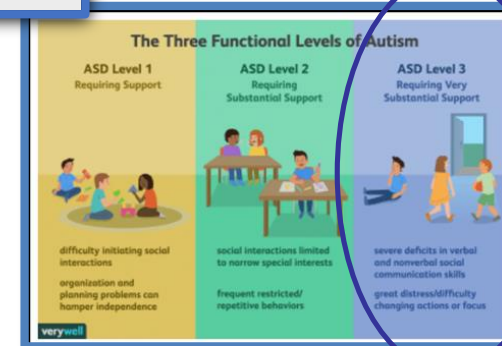 The Three Functional Levels of Autism
ASD Level 1
Requiring Support
difficulty initiating social
interactions
organization and
planning problems can
hamper independence
ASD Level 2
Requiring
Substantial Support
social interactions limited
to narrow special interests
frequent restricted/
repetitive behaviors
ASD Level 3
Requiring Very
Substantial Support
severe deficits in verbal
and nonverbal social
communication skills
great distress/difficulty
changing actions or focus
verywell